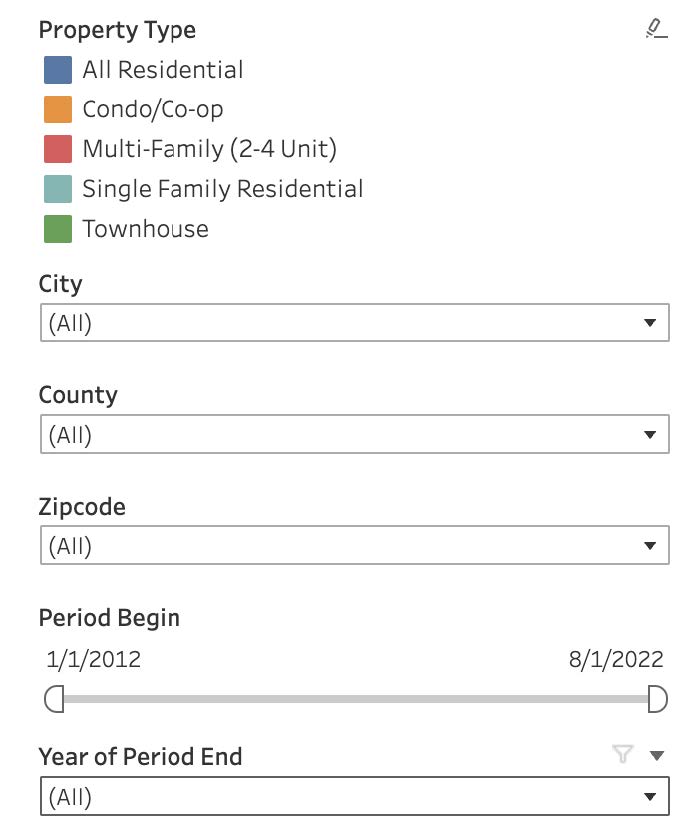 Property Type
All Residential
Condo/Co-op
Multi-Family (2-4 Unit)
Single Family Residential
Townhouse
City
(All)
County
(All)
Zipcode
(All)
Period Begin
1/1/2012 8/1/2022
Year of Period End
(All)